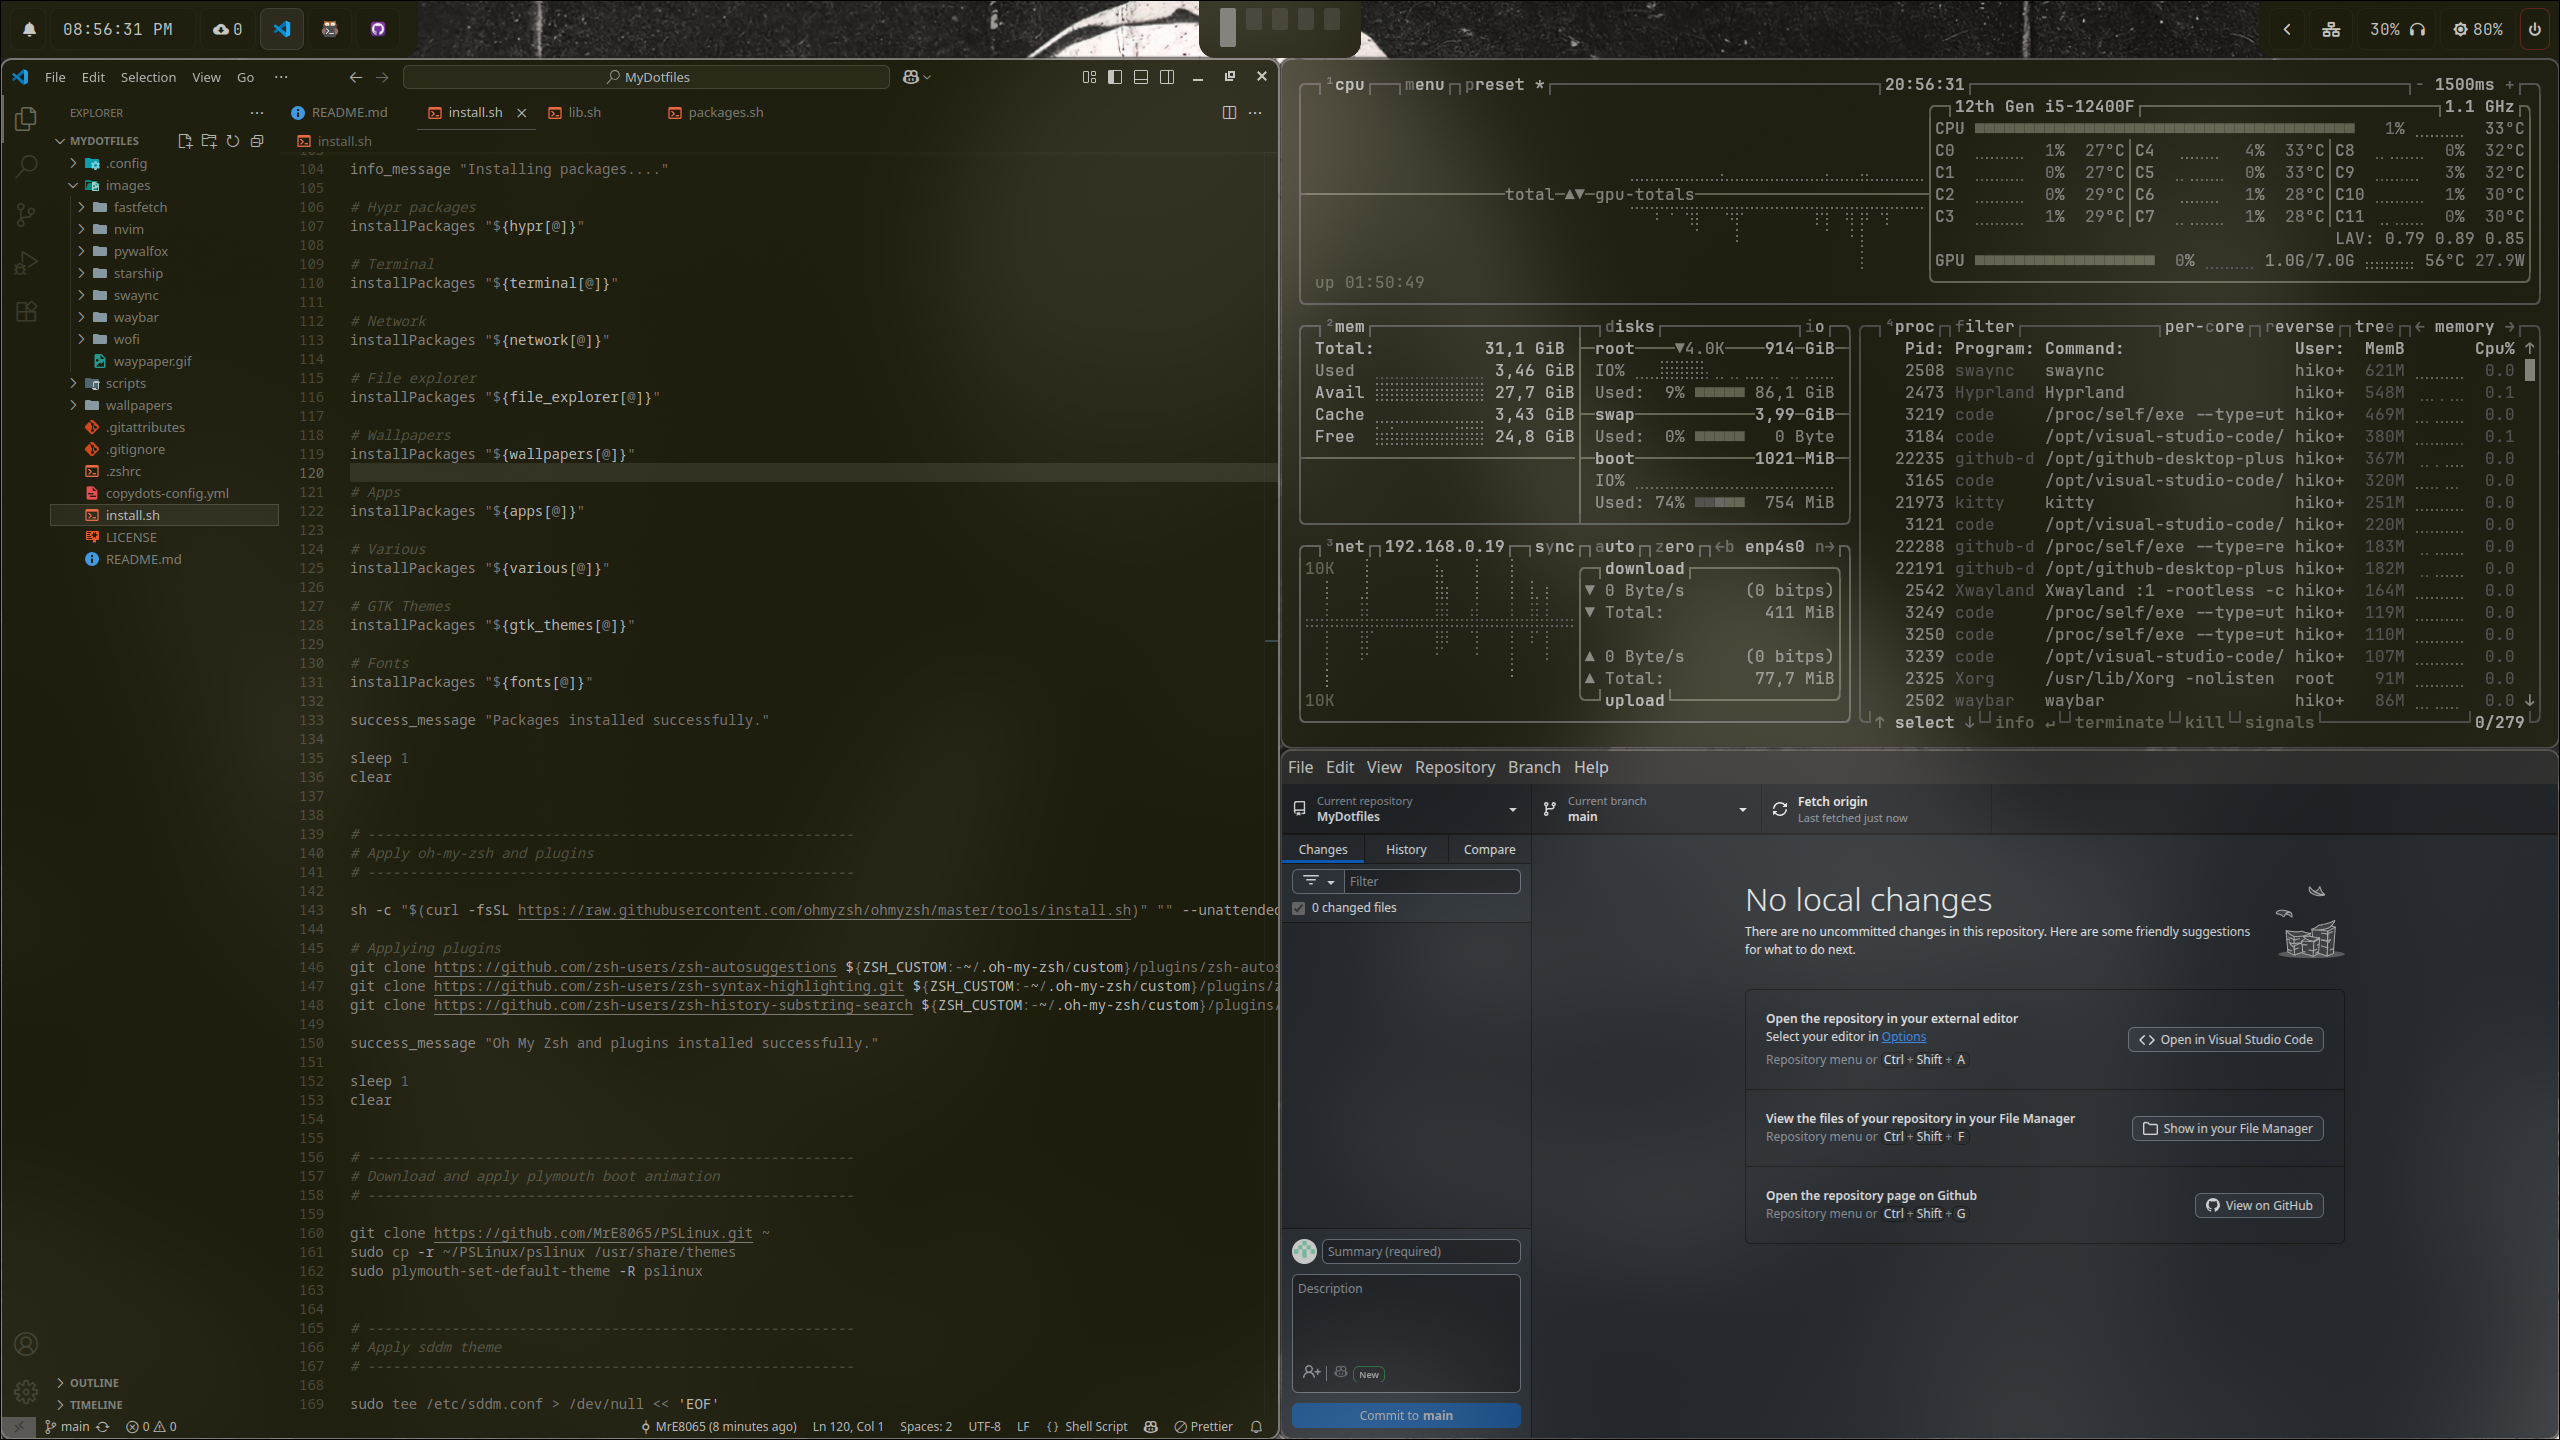 08:56:31 PM
0
30%
80%
File Edit Selection View Go ···
MyDotfiles
EXPLORER
MYDOTFILES
.config
images
fastfetch
nvim
pywalfox
starship
swaync
waybar
wofi
waypaper.gif
scripts
wallpapers
.gitattributes
.gitignore
.zshrc
copydots-config.yml
install.sh
LICENSE
README.md
OUTLINE
TIMELINE
README.md install.sh lib.sh packages.sh
install.sh
104 info_message "Installing packages...."
105
106 # Hypr packages
107 installPackages "${hypr[@]}"
108
109 # Terminal
110 installPackages "${terminal[@]}"
111
112 # Network
113 installPackages "${network[@]}"
114
115 # File explorer
116 installPackages "${file_explorer[@]}"
117
118 # Wallpapers
119 installPackages "${wallpapers[@]}"
120
121 # Apps
122 installPackages "${apps[@]}"
123
124 # Various
125 installPackages "${various[@]}"
126
127 # GTK Themes
128 installPackages "${gtk_themes[@]}"
129
130 # Fonts
131 installPackages "${fonts[@]}"
132
133 success_message "Packages installed successfully."
134
135 sleep 1
136 clear
137
138
139 # ----------------------------------------------------------
140 # Apply oh-my-zsh and plugins
141 # ----------------------------------------------------------
142
143 sh -c "$(curl -fsSL https://raw.githubusercontent.com/ohmyzsh/ohmyzsh/master/tools/install.sh)" "" --unattended
144
145 # Applying plugins
146 git clone https://github.com/zsh-users/zsh-autosuggestions ${ZSH_CUSTOM:-~/.oh-my-zsh/custom}/plugins/zsh-autos
147 git clone https://github.com/zsh-users/zsh-syntax-highlighting.git ${ZSH_CUSTOM:-~/.oh-my-zsh/custom}/plugins/z
148 git clone https://github.com/zsh-users/zsh-history-substring-search ${ZSH_CUSTOM:-~/.oh-my-zsh/custom}/plugins/
149
150 success_message "Oh My Zsh and plugins installed successfully."
151
152 sleep 1
153 clear
154
155
156 # ----------------------------------------------------------
157 # Download and apply plymouth boot animation
158 # ----------------------------------------------------------
159
160 git clone https://github.com/MrE8065/PSLinux.git ~
161 sudo cp -r ~/PSLinux/pslinux /usr/share/themes
162 sudo plymouth-set-default-theme -R pslinux
163
164
165 # ----------------------------------------------------------
166 # Apply sddm theme
167 # ----------------------------------------------------------
168
169 sudo tee /etc/sddm.conf > /dev/null << 'EOF'
main 0 0 MrE8065 (8 minutes ago) Ln 120, Col 1 Spaces: 2 UTF-8 LF {} Shell Script Prettier
1cpu menu preset * 20:56:31 - 1500ms +
12th Gen i5-12400F 1.1 GHz
CPU 1% 33°C
C0 1% 27°C C4 4% 33°C C8 0% 32°C
C1 0% 27°C C5 0% 33°C C9 3% 32°C
C2 0% 29°C C6 1% 28°C C10 1% 30°C
C3 1% 29°C C7 1% 28°C C11 0% 30°C
LAV: 0.79 0.89 0.85
GPU 0% 1.0G/7.0G 56°C 27.9W
total ▲▼ gpu-totals
up 01:50:49
2mem
Total: 31,1 GiB
Used 3,46 GiB
Avail 27,7 GiB
Cache 3,43 GiB
Free 24,8 GiB
disks io
root ▼4.0K 914 GiB
IO%
Used: 9% 86,1 GiB
swap 3,99 GiB
Used: 0% 0 Byte
boot 1021 MiB
IO%
Used: 74% 754 MiB
3net 192.168.0.19 sync auto zero ←b enp4s0 n→
10K
10K
download
▼ 0 Byte/s (0 bitps)
▼ Total: 411 MiB
▲ 0 Byte/s (0 bitps)
▲ Total: 77,7 MiB
upload
4proc filter per-core reverse tree ← memory →
Pid: Program: Command: User: MemB Cpu% ↑
2508 swaync swaync hiko+ 621M 0.0
2473 Hyprland Hyprland hiko+ 548M 0.1
3219 code /proc/self/exe --type=ut hiko+ 469M 0.0
3184 code /opt/visual-studio-code/ hiko+ 380M 0.1
22235 github-d /opt/github-desktop-plus hiko+ 367M 0.0
3165 code /opt/visual-studio-code/ hiko+ 320M 0.0
21973 kitty kitty hiko+ 251M 0.0
3121 code /opt/visual-studio-code/ hiko+ 220M 0.0
22288 github-d /proc/self/exe --type=re hiko+ 183M 0.0
22191 github-d /opt/github-desktop-plus hiko+ 182M 0.0
2542 Xwayland Xwayland :1 -rootless -c hiko+ 164M 0.0
3249 code /proc/self/exe --type=ut hiko+ 119M 0.0
3250 code /proc/self/exe --type=ut hiko+ 110M 0.0
3239 code /opt/visual-studio-code/ hiko+ 107M 0.0
2325 Xorg /usr/lib/Xorg -nolisten root 91M 0.0
2502 waybar waybar hiko+ 86M 0.0 ↓
↑ select ↓ info ↵ terminate kill signals 0/279
File Edit View Repository Branch Help
Current repository
MyDotfiles
Current branch
main
Fetch origin
Last fetched just now
Changes History Compare
Filter
0 changed files
No local changes
There are no uncommitted changes in this repository. Here are some friendly suggestions
for what to do next.
Open the repository in your external editor
Select your editor in Options
Repository menu or Ctrl + Shift + A
Open in Visual Studio Code
View the files of your repository in your File Manager
Repository menu or Ctrl + Shift + F
Show in your File Manager
Open the repository page on Github
Repository menu or Ctrl + Shift + G
View on GitHub
Summary (required)
Description
New
Commit to main